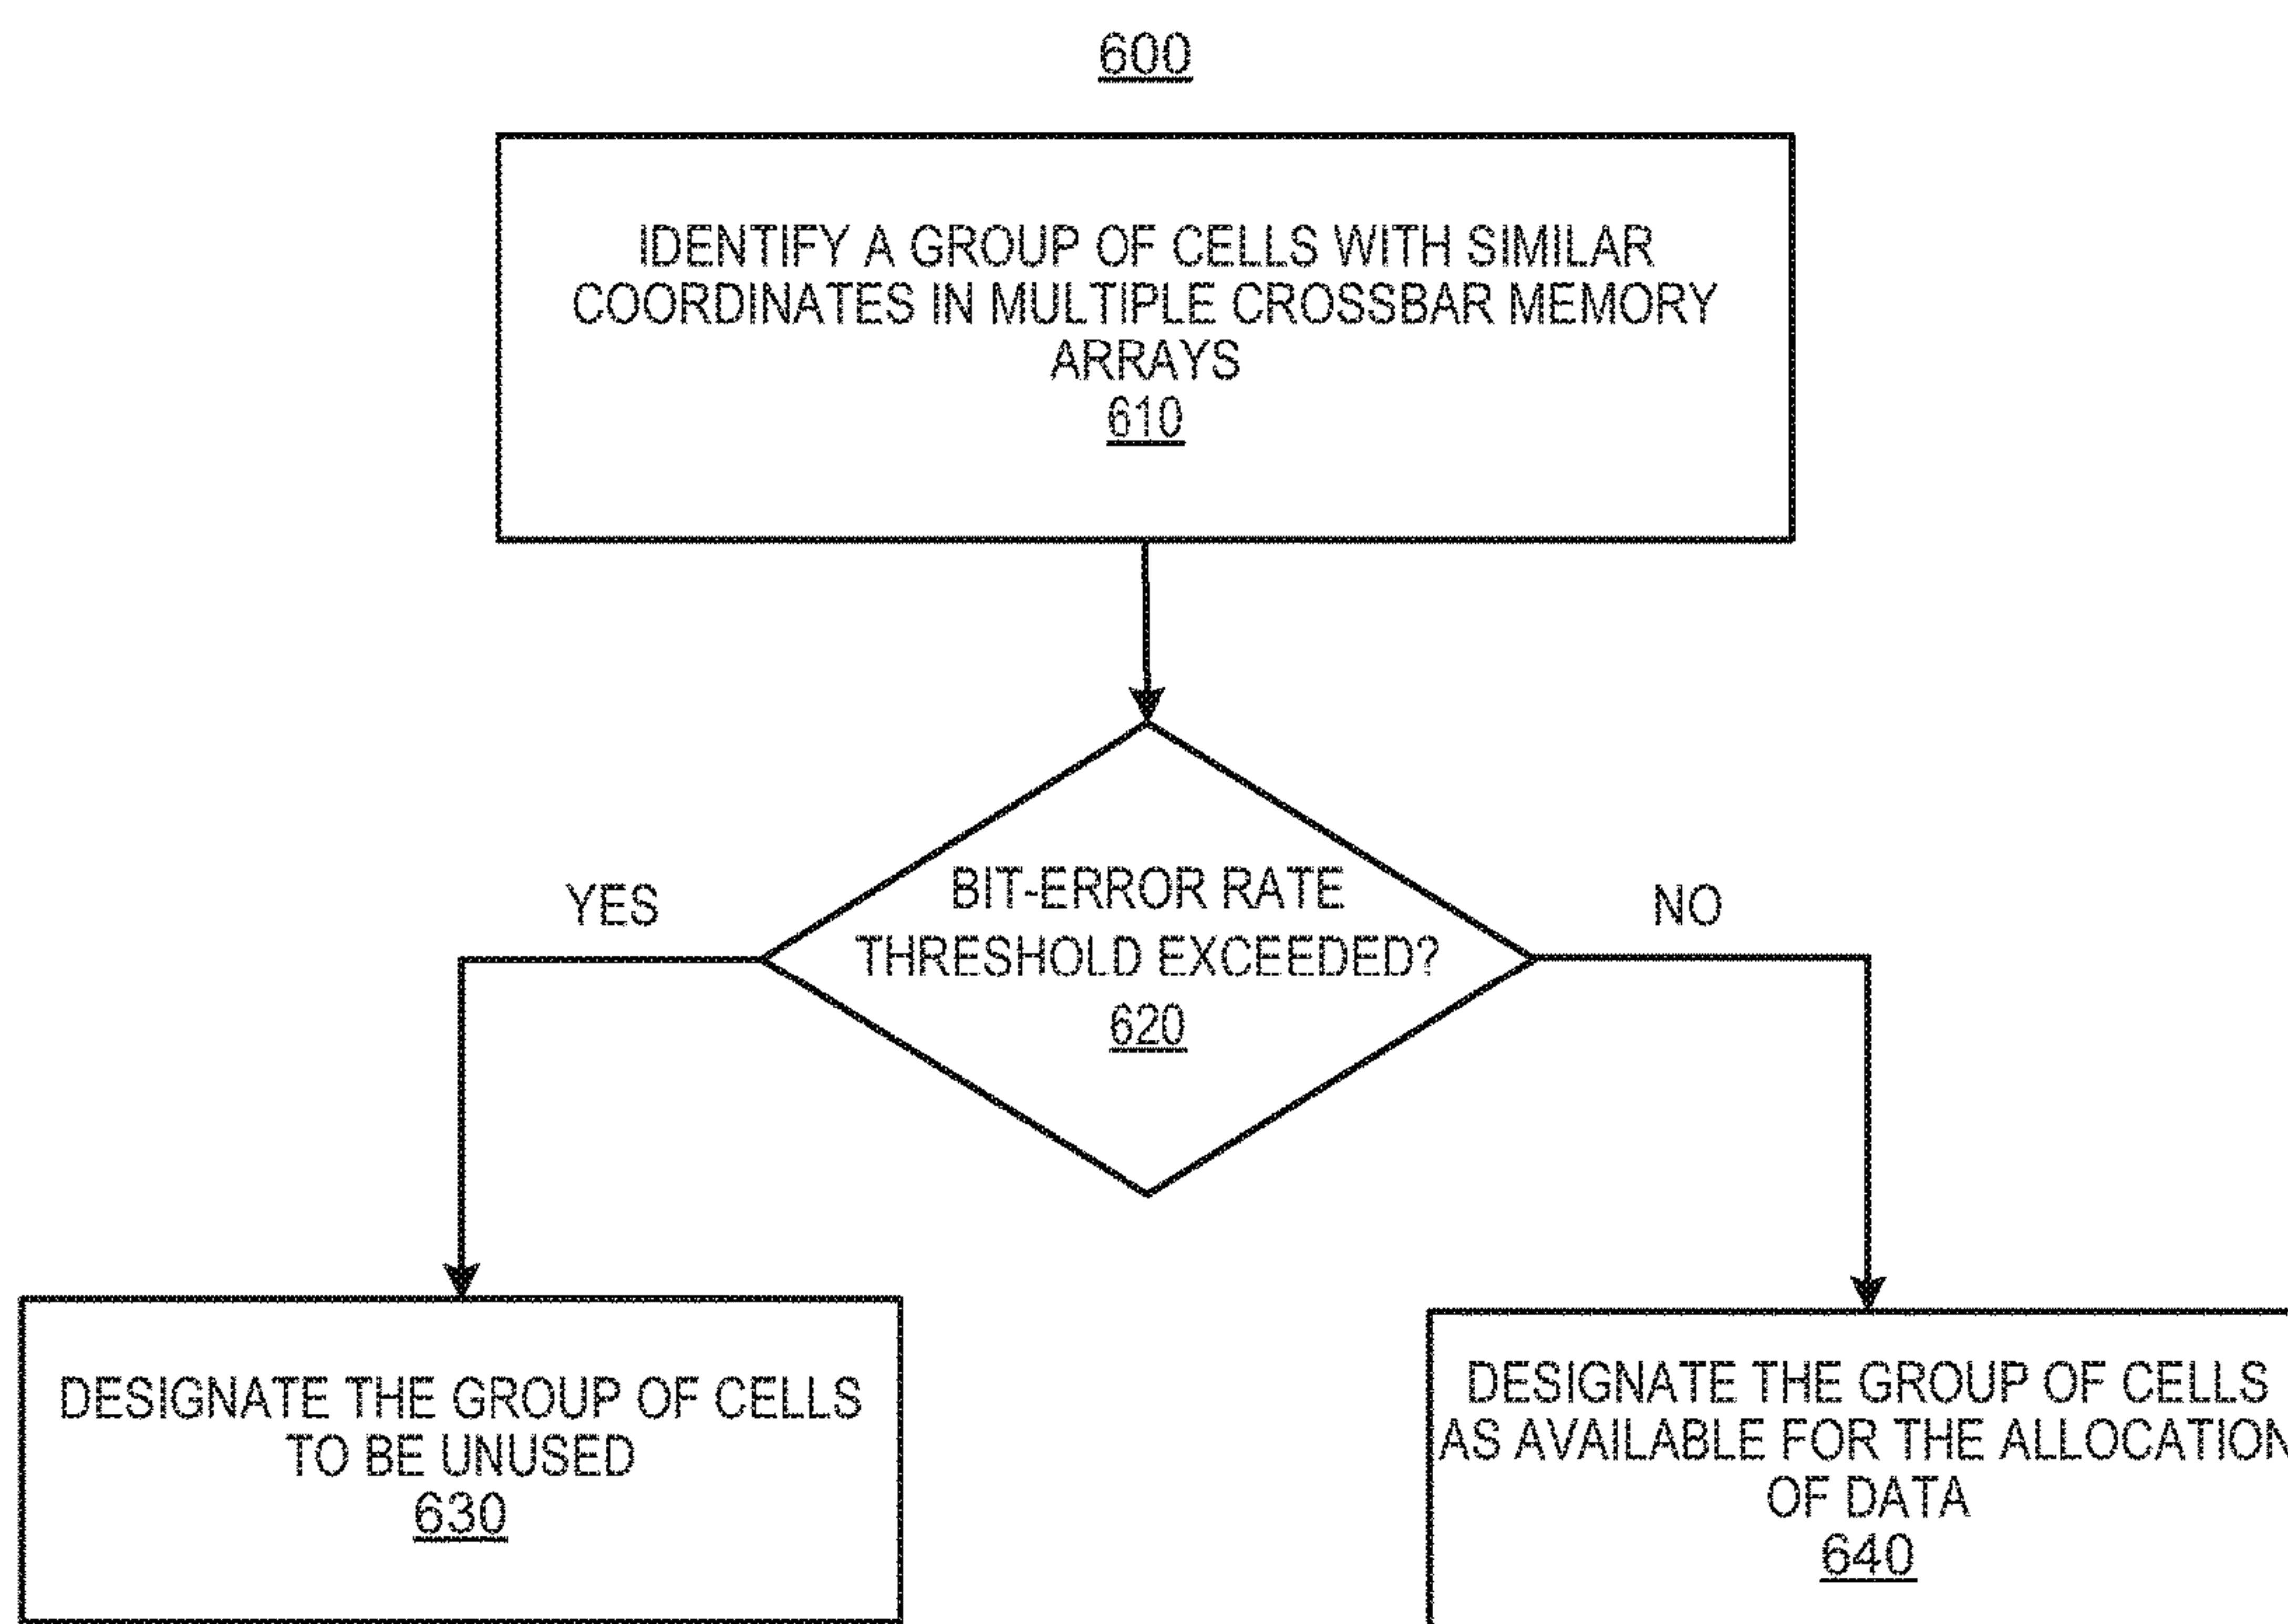 600
IDENTIFY A GROUP OF CELLS WITH SIMILAR
COORDINATES IN MULTIPLE CROSSBAR MEMORY
ARRAYS
610
BIT-ERROR RATE
THRESHOLD EXCEEDED?
620
YES
NO
DESIGNATE THE GROUP OF CELLS
TO BE UNUSED
630
DESIGNATE THE GROUP OF CELLS
AS AVAILABLE FOR THE ALLOCATION
OF DATA
640